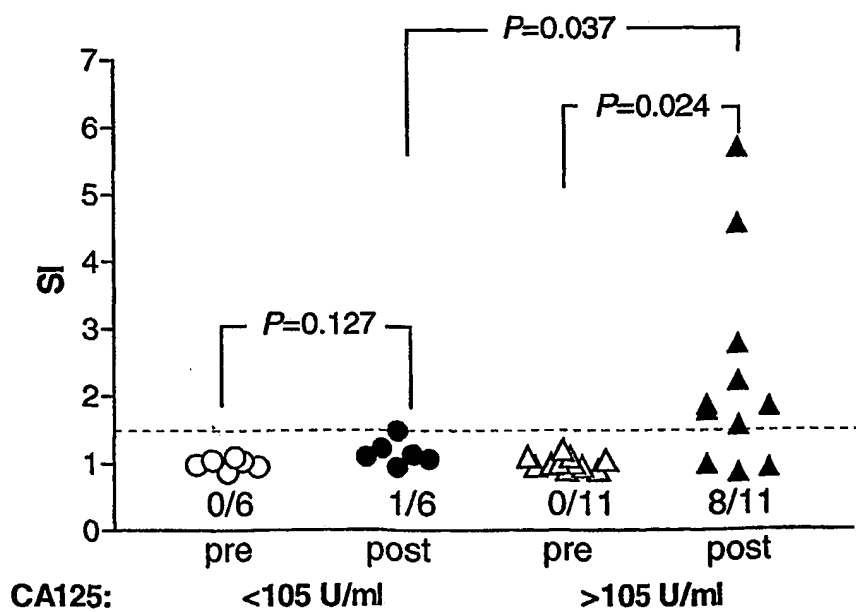 P=0.037
7
P=0.024
6
5
4
SI
P=0.127
3
2
1
0/6 1/6 0/11 8/11
0
pre post pre post
CA125: <105 U/ml >105 U/ml